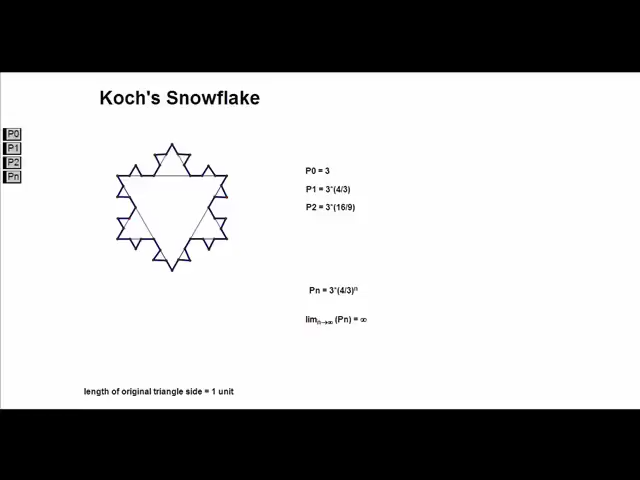 Koch's Snowflake
P0
P1
P2
Pn
P0 = 3
P1 = 3*(4/3)
P2 = 3*(16/9)
Pn = 3*(4/3)ⁿ
limₙ→∞ (Pn) = ∞
length of original triangle side = 1 unit